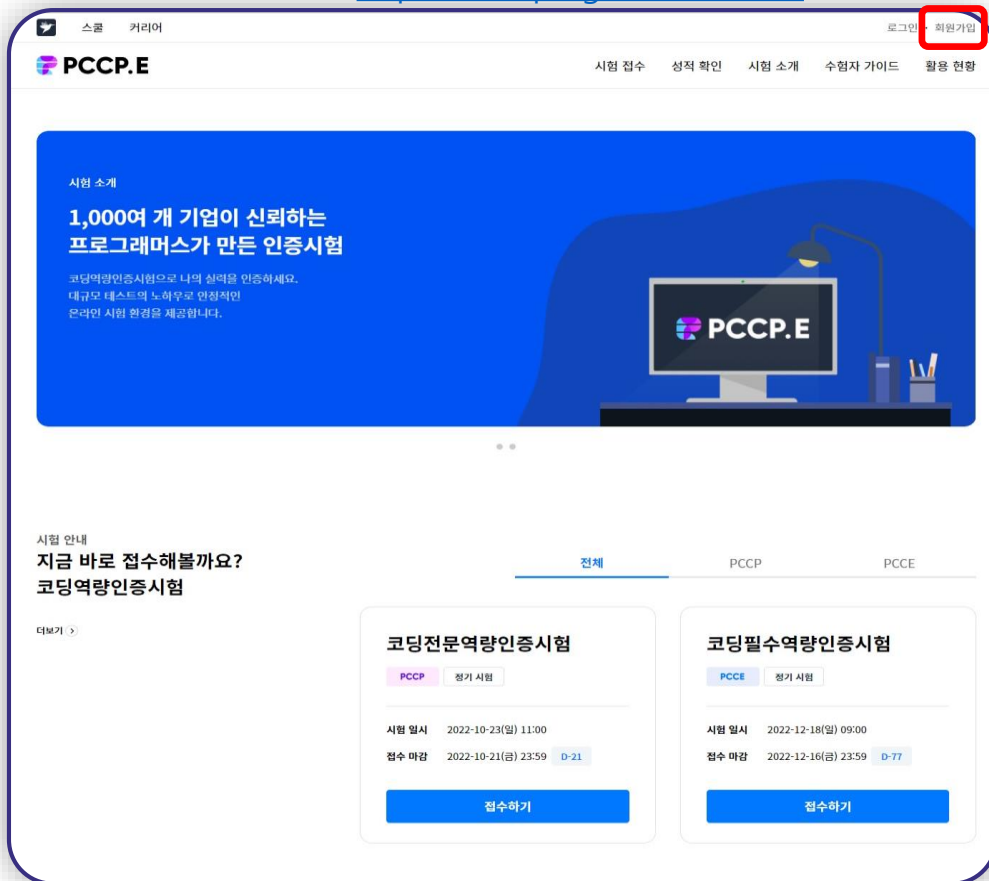 스쿨 커리어 로그인 · 회원가입
PCCP.E 시험 접수 성적 확인 시험 소개 수험자 가이드 활용 현황
시험 소개
1,000여 개 기업이 신뢰하는
프로그래머스가 만든 인증시험
코딩역량인증시험으로 나의 실력을 인증하세요.
대규모 테스트의 노하우로 안정적인
온라인 시험 환경을 제공합니다.
PCCP.E
시험 안내
지금 바로 접수해볼까요?
코딩역량인증시험
더보기
전체 PCCP PCCE
코딩전문역량인증시험
PCCP 정기 시험
시험 일시 2022-10-23(일) 11:00
접수 마감 2022-10-21(금) 23:59 D-21
접수하기
코딩필수역량인증시험
PCCE 정기 시험
시험 일시 2022-12-18(일) 09:00
접수 마감 2022-12-16(금) 23:59 D-77
접수하기